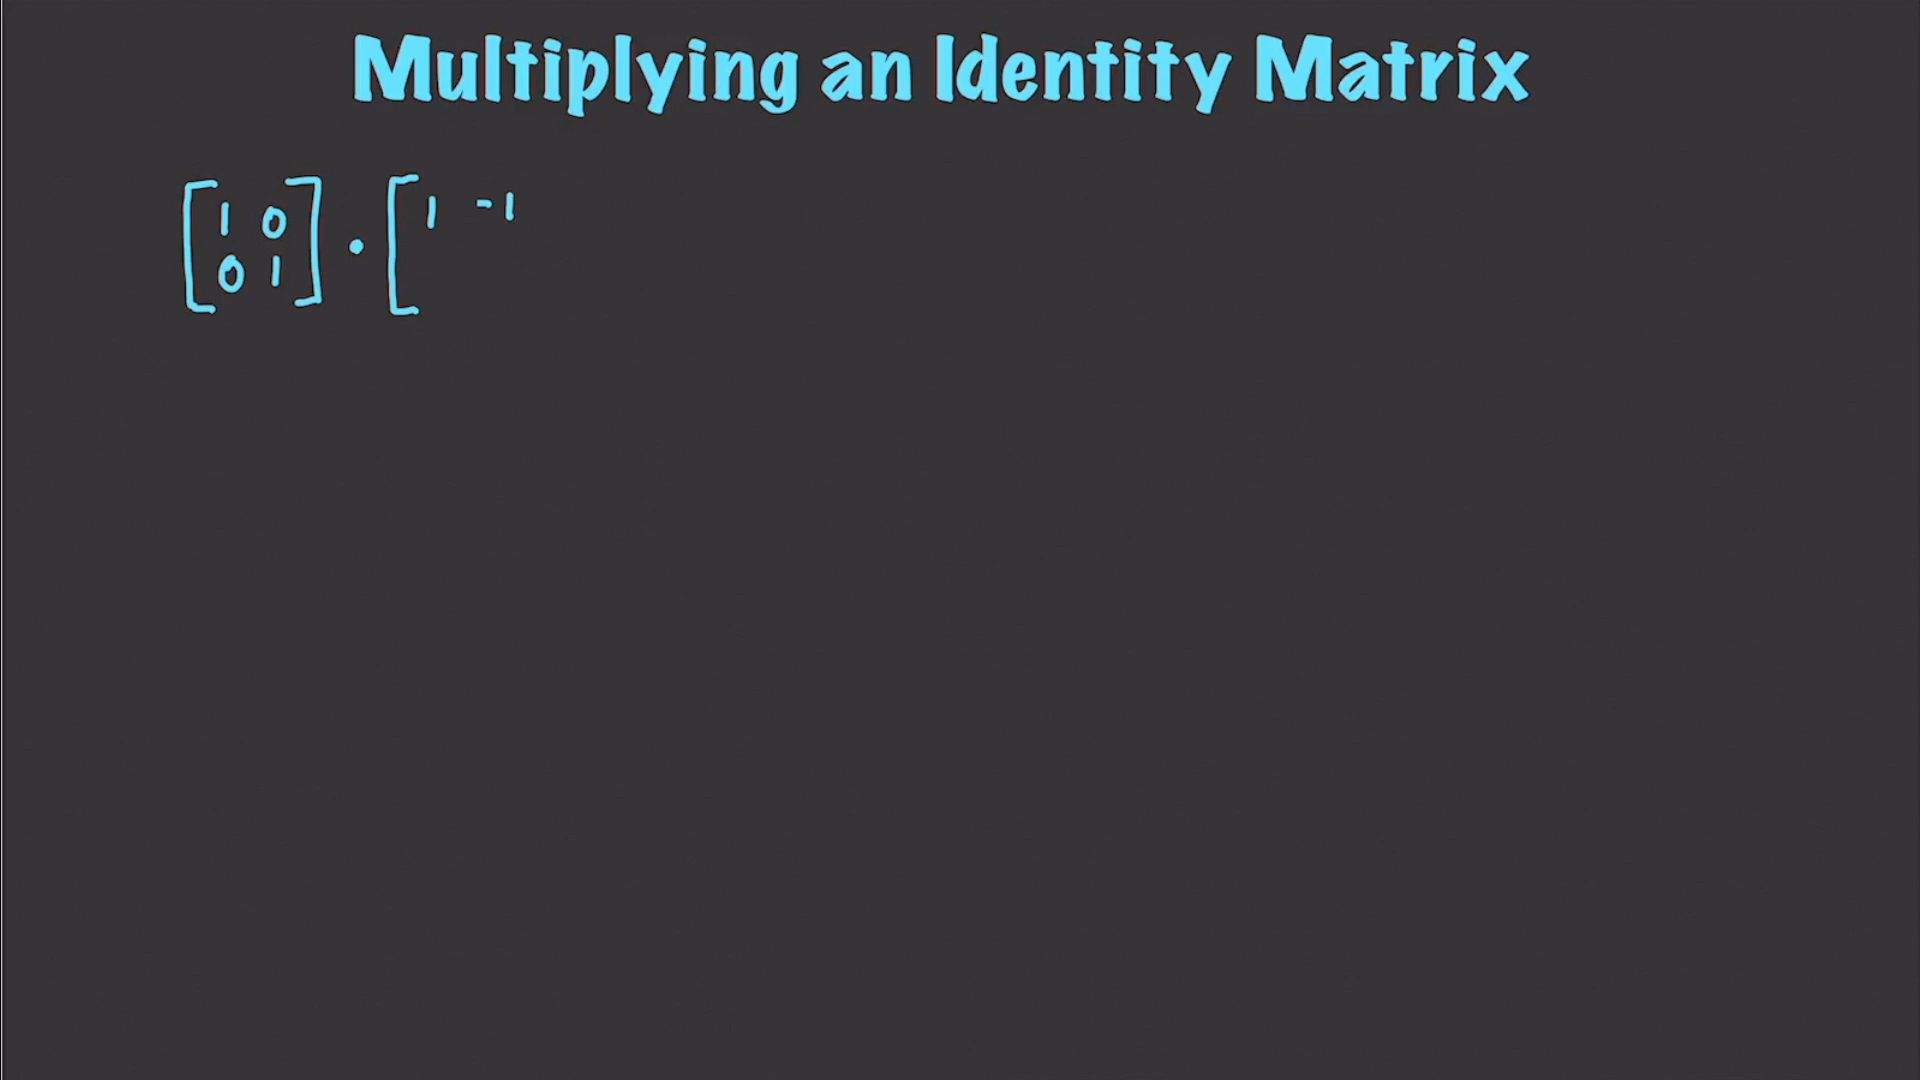 Multiplying an Identity Matrix
[1 0] · [1 -1
[0 1]